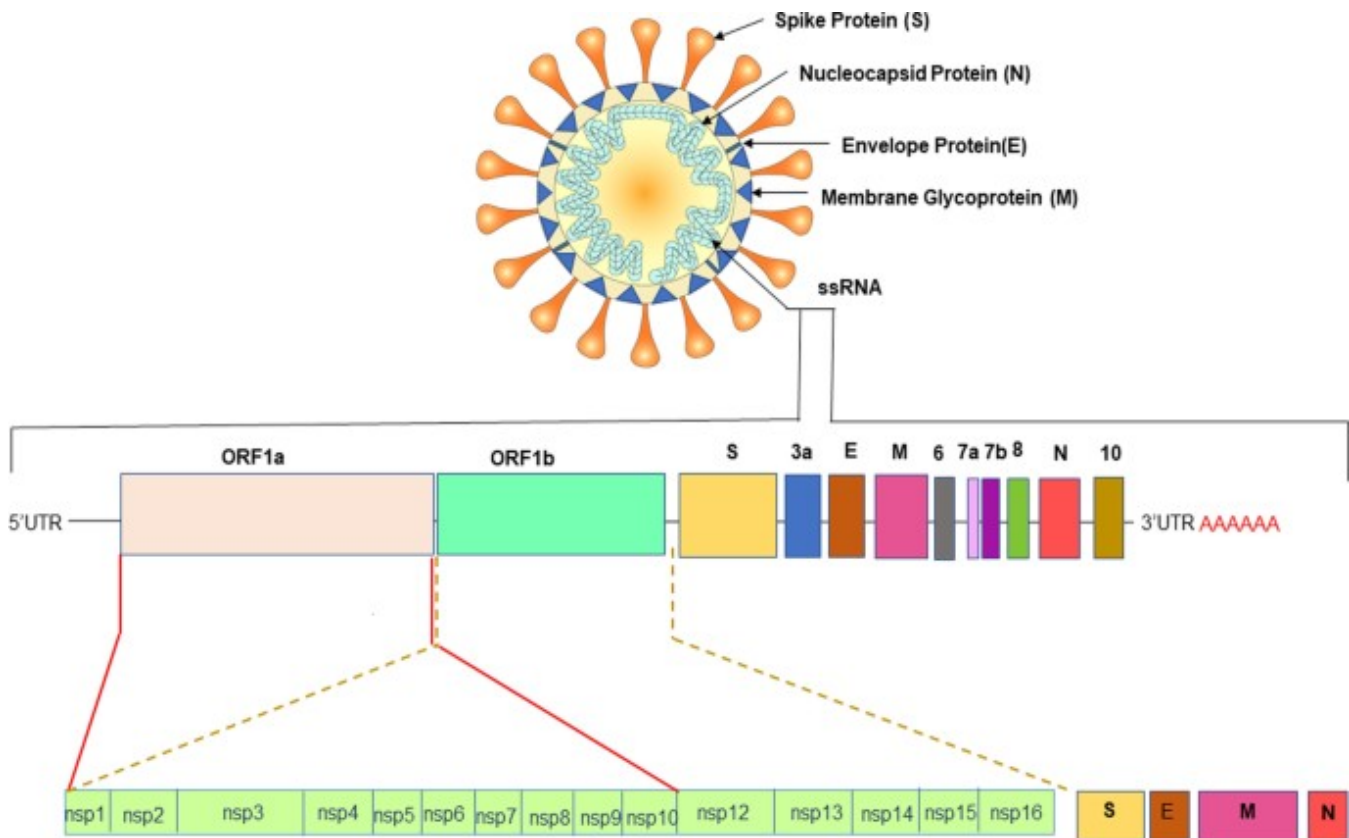 Spike Protein (S)
Nucleocapsid Protein (N)
Envelope Protein(E)
Membrane Glycoprotein (M)
ssRNA
ORF1a ORF1b S 3a E M 6 7a 7b 8 N 10
5'UTR 3'UTR AAAAAA
nsp1 nsp2 nsp3 nsp4 nsp5 nsp6 nsp7 nsp8 nsp9 nsp10 nsp12 nsp13 nsp14 nsp15 nsp16 S E M N